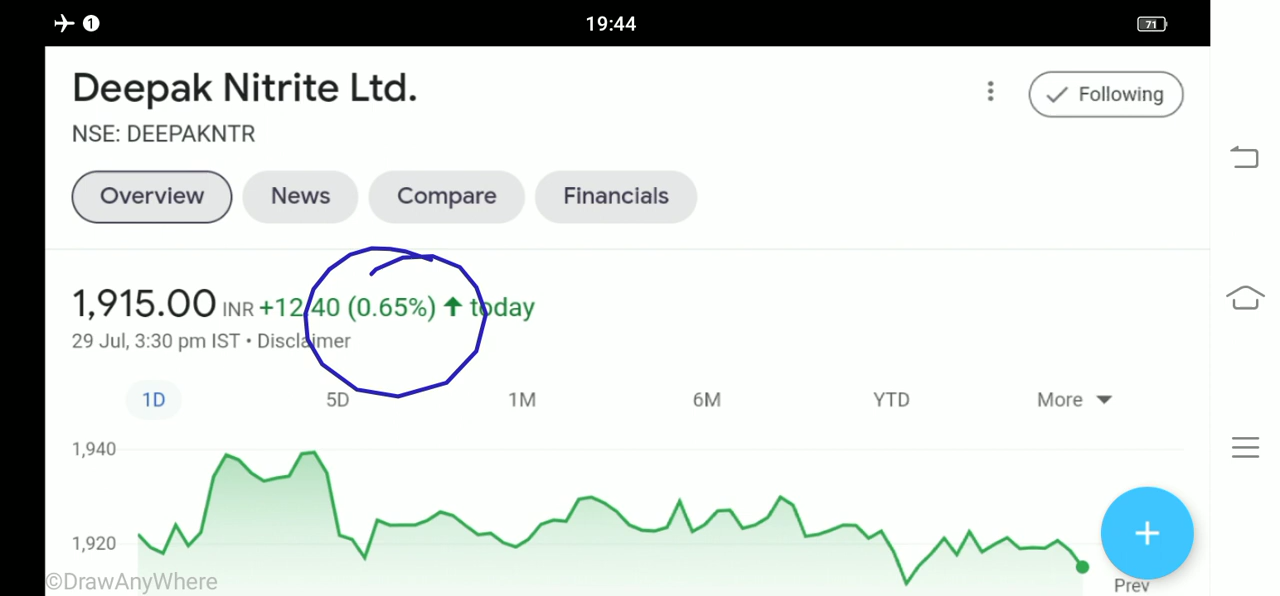 1 19:44 71
Deepak Nitrite Ltd.
Following
NSE: DEEPAKNTR
Overview News Compare Financials
1,915.00 INR +12.40 (0.65%) ↑ today
29 Jul, 3:30 pm IST • Disclaimer
1D 5D 1M 6M YTD More
1,940
1,920
©DrawAnyWhere
Prev